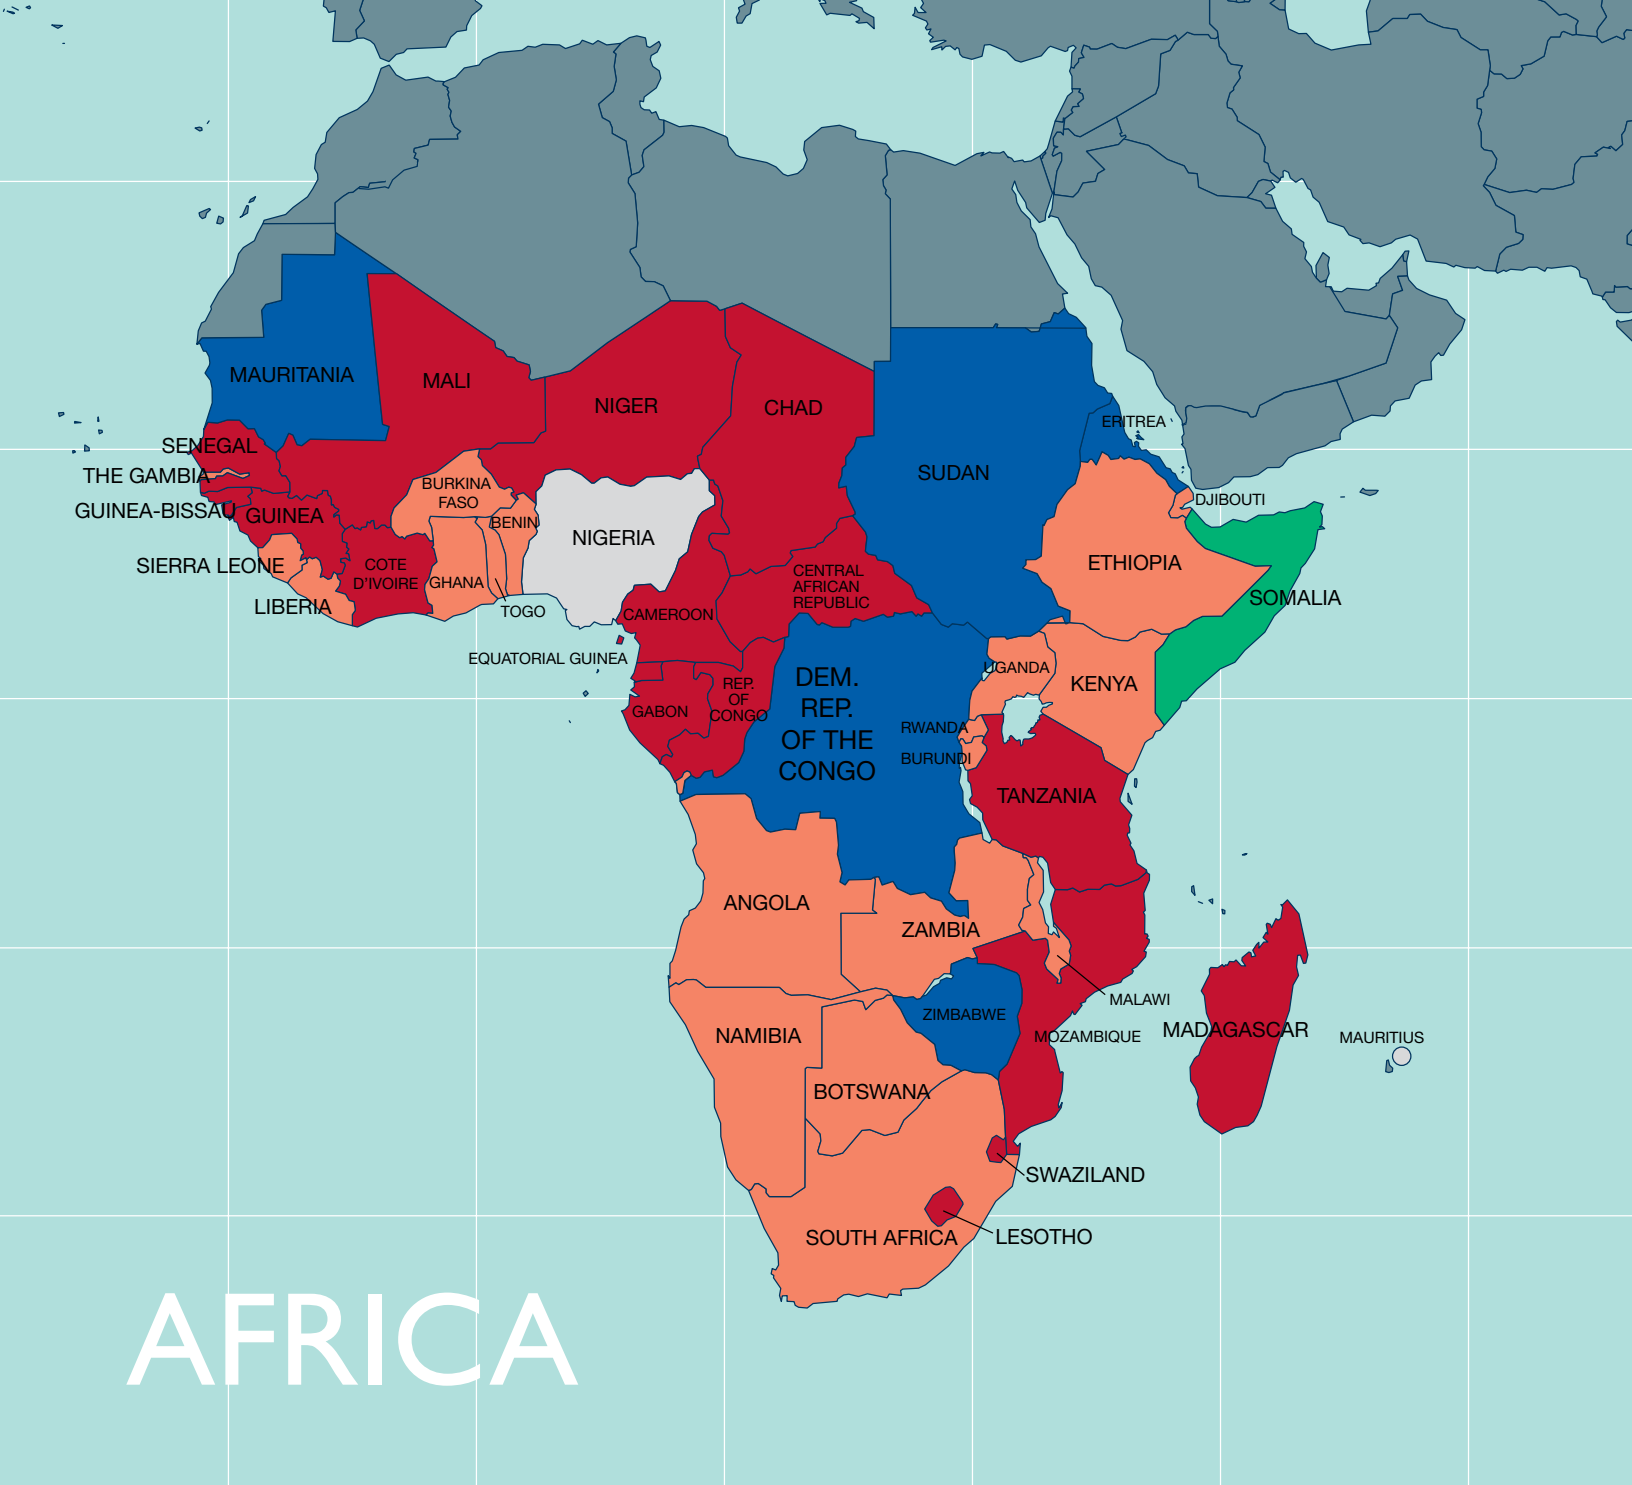 MAURITANIA
MALI
NIGER
CHAD
SUDAN
ERITREA
SENEGAL
THE GAMBIA
GUINEA-BISSAU
GUINEA
BURKINA
FASO
BENIN
NIGERIA
DJIBOUTI
ETHIOPIA
SOMALIA
SIERRA LEONE
COTE
D'IVOIRE
GHANA
LIBERIA
TOGO
CAMEROON
CENTRAL
AFRICAN
REPUBLIC
EQUATORIAL GUINEA
GABON
REP.
OF
CONGO
DEM.
REP.
OF THE
CONGO
UGANDA
KENYA
RWANDA
BURUNDI
TANZANIA
ANGOLA
ZAMBIA
MALAWI
NAMIBIA
ZIMBABWE
MOZAMBIQUE
MADAGASCAR
MAURITIUS
BOTSWANA
SWAZILAND
SOUTH AFRICA
LESOTHO
AFRICA